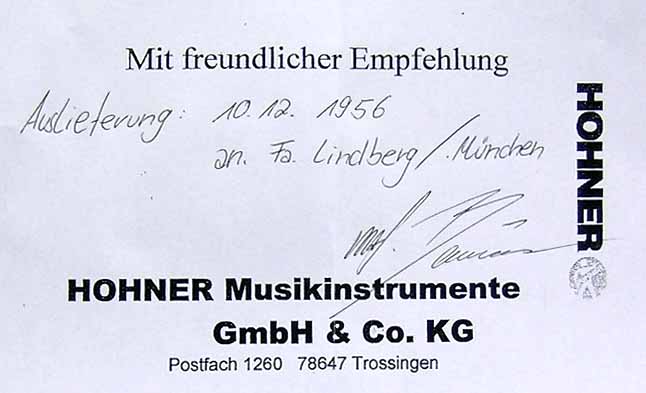 Mit freundlicher Empfehlung
Auslieferung: 10.12.1956
an. Fa. Lindberg/München
HOHNER
HOHNER Musikinstrumente
GmbH & Co. KG
Postfach 1260 78647 Trossingen